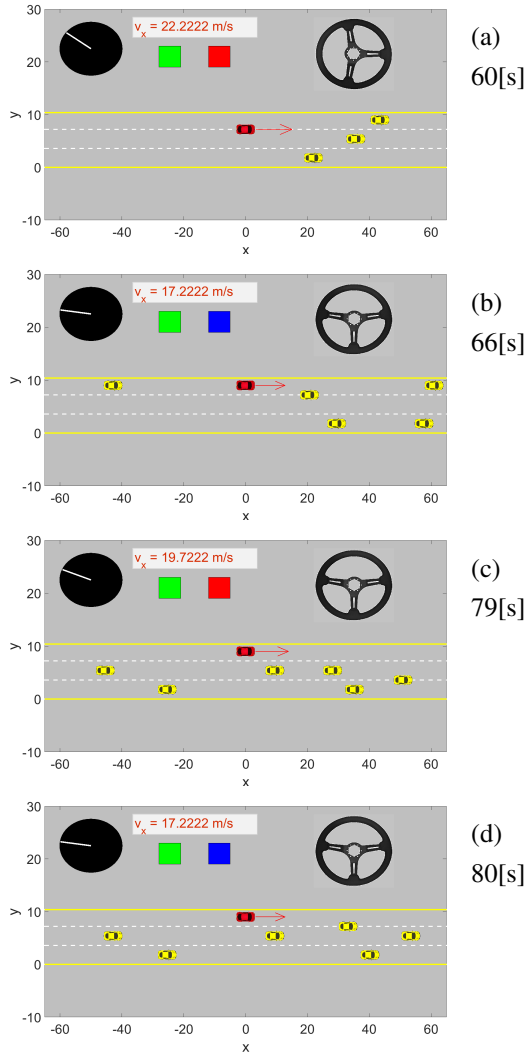 30
v_x = 22.2222 m/s
(a)
20
60[s]
y
10
0
-10
-60 -40 -20 0 20 40 60
x
30
v_x = 17.2222 m/s
(b)
20
66[s]
y
10
0
-10
-60 -40 -20 0 20 40 60
x
30
v_x = 19.7222 m/s
(c)
20
79[s]
y
10
0
-10
-60 -40 -20 0 20 40 60
x
30
v_x = 17.2222 m/s
(d)
20
80[s]
y
10
0
-10
-60 -40 -20 0 20 40 60
x